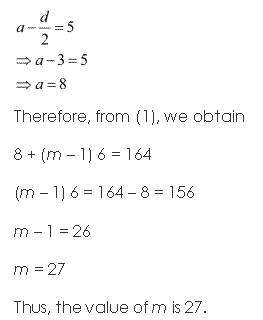 a - d/2 = 5
⇒ a - 3 = 5
⇒ a = 8
Therefore, from (1), we obtain
8 + (m – 1) 6 = 164
(m – 1) 6 = 164 – 8 = 156
m – 1 = 26
m = 27
Thus, the value of m is 27.